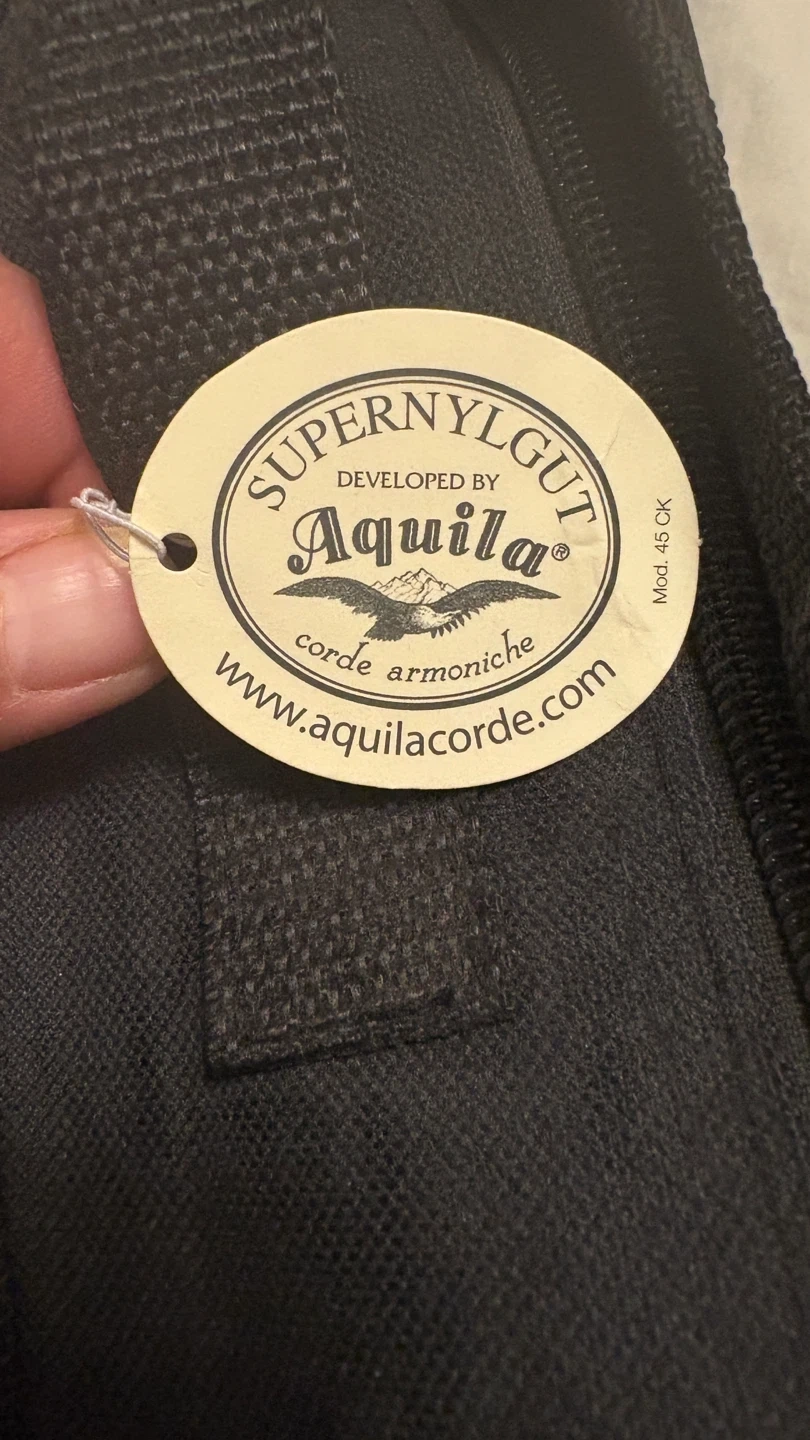 SUPERNYLGUT
DEVELOPED BY
Aquila®
corde armoniche
www.aquilacorde.com
Mod. 45 CK